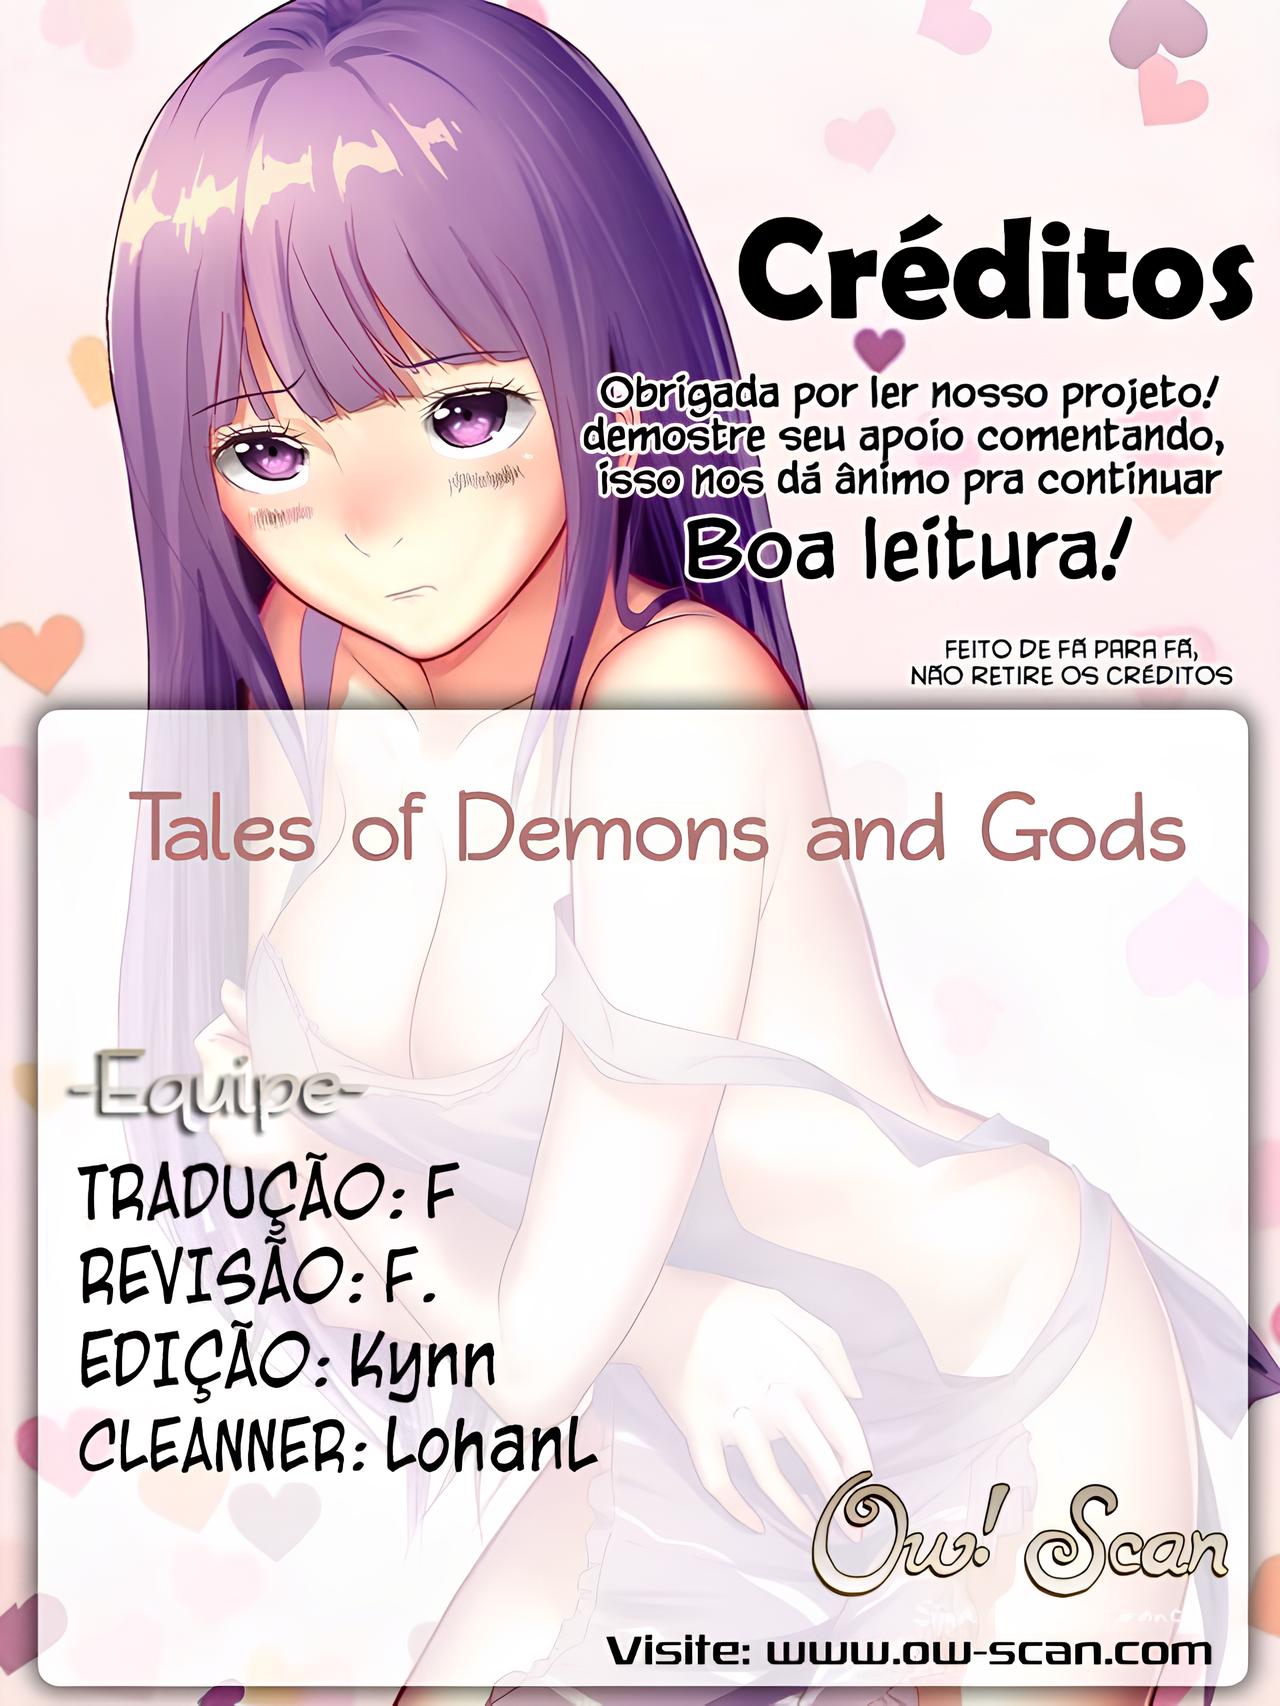 Créditos
Obrigada por ler nosso projeto!
demostre seu apoio comentando,
isso nos dá ânimo pra continuar
Boa leitura!
FEITO DE FÃ PARA FÃ,
NÃO RETIRE OS CRÉDITOS
Tales of Demons and Gods
-Equipe-
TRADUÇÃO: F
REVISÃO: F.
EDIÇÃO: Kynn
CLEANNER: LohanL
Ow! Scan
Visite: www.ow-scan.com